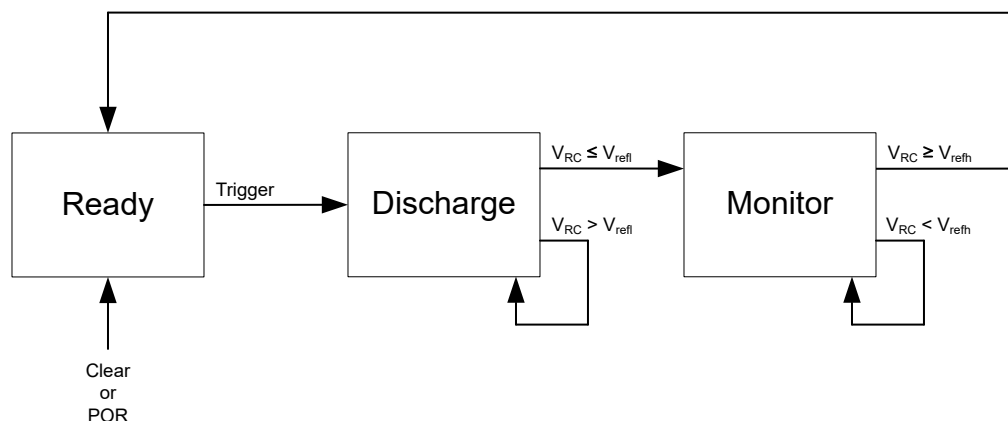 Ready
Trigger
Discharge
V_RC ≤ V_refl
V_RC > V_refl
Monitor
V_RC ≥ V_refh
V_RC < V_refh
Clear
or
POR